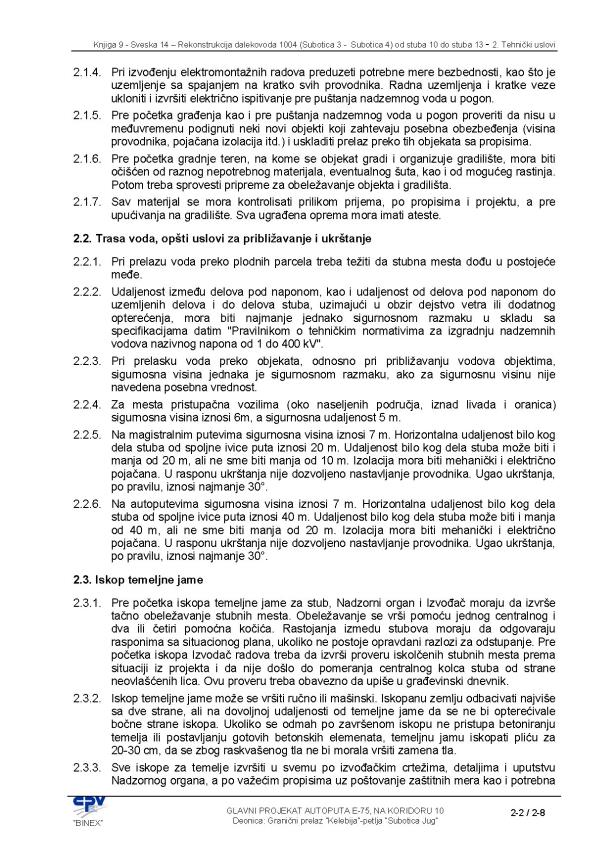 Knjiga 9 - Sveska 14 – Rekonstrukcija dalekovoda 1004 (Subotica 3 - Subotica 4) od stuba 10 do stuba 13 - 2. Tehnički uslovi
2.1.4. Pri izvođenju elektromontažnih radova preduzeti potrebne mere bezbednosti, kao što je
uzemljenje sa spajanjem na kratko svih provodnika. Radna uzemljenja i kratke veze
ukloniti i izvršiti električno ispitivanje pre puštanja nadzemnog voda u pogon.
2.1.5. Pre početka građenja kao i pre puštanja nadzemnog voda u pogon proveriti da nisu u
međuvremenu podignuti neki novi objekti koji zahtevaju posebna obezbeđenja (visina
provodnika, pojačana izolacija itd.) i uskladiti prelaz preko tih objekata sa propisima.
2.1.6. Pre početka gradnje teren, na kome se objekat gradi i organizuje gradilište, mora biti
očišćen od raznog nepotrebnog materijala, eventualnog šuta, kao i od mogućeg rastinja.
Potom treba sprovesti pripreme za obeležavanje objekta i gradilišta.
2.1.7. Sav materijal se mora kontrolisati prilikom prijema, po propisima i projektu, a pre
upućivanja na gradilište. Sva ugrađena oprema mora imati ateste.
2.2. Trasa voda, opšti uslovi za približavanje i ukrštanje
2.2.1. Pri prelazu voda preko plodnih parcela treba težiti da stubna mesta dođu u postojeće
međe.
2.2.2. Udaljenost između delova pod naponom, kao i udaljenost od delova pod naponom do
uzemljenih delova i do delova stuba, uzimajući u obzir dejstvo vetra ili dodatnog
opterećenja, mora biti najmanje jednako sigurnosnom razmaku u skladu sa
specifikacijama datim "Pravilnikom o tehničkim normativima za izgradnju nadzemnih
vodova nazivnog napona od 1 do 400 kV".
2.2.3. Pri prelasku voda preko objekata, odnosno pri približavanju vodova objektima,
sigurnosna visina jednaka je sigurnosnom razmaku, ako za sigurnosnu visinu nije
navedena posebna vrednost.
2.2.4. Za mesta pristupačna vozilima (oko naseljenih područja, iznad livada i oranica)
sigurnosna visina iznosi 6m, a sigurnosna udaljenost 5 m.
2.2.5. Na magistralnim putevima sigurnosna visina iznosi 7 m. Horizontalna udaljenost bilo kog
dela stuba od spoljne ivice puta iznosi 20 m. Udaljenost bilo kog dela stuba može biti i
manja od 20 m, ali ne sme biti manja od 10 m. Izolacija mora biti mehanički i električno
pojačana. U rasponu ukrštanja nije dozvoljeno nastavljanje provodnika. Ugao ukrštanja,
po pravilu, iznosi najmanje 30°.
2.2.6. Na autoputevima sigurnosna visina iznosi 7 m. Horizontalna udaljenost bilo kog dela
stuba od spoljne ivice puta iznosi 40 m. Udaljenost bilo kog dela stuba može biti i manja
od 40 m, ali ne sme biti manja od 20 m. Izolacija mora biti mehanički i električno
pojačana. U rasponu ukrštanja nije dozvoljeno nastavljanje provodnika. Ugao ukrštanja,
po pravilu, iznosi najmanje 30°.
2.3. Iskop temeljne jame
2.3.1. Pre početka iskopa temeljne jame za stub, Nadzorni organ i Izvođač moraju da izvrše
tačno obeležavanje stubnih mesta. Obeležavanje se vrši pomoću jednog centralnog i
dva ili četiri pomoćna kočića. Rastojanja izmedu stubova moraju da odgovaraju
rasponima sa situacionog plana, ukoliko ne postoje opravdani razlozi za odstupanje. Pre
početka iskopa Izvodač radova treba da izvrši proveru iskolčenih stubnih mesta prema
situaciji iz projekta i da nije došlo do pomeranja centralnog kolca stuba od strane
neovlašćenih lica. Ovu proveru treba obavezno da upiše u građevinski dnevnik.
2.3.2. Iskop temeljne jame može se vršiti ručno ili mašinski. Iskopanu zemlju odbacivati najviše
sa dve strane, ali na dovoljnoj udaljenosti od temeljne jame da se ne bi opterećivale
bočne strane iskopa. Ukoliko se odmah po završenom iskopu ne pristupa betoniranju
temelja ili postavljanju gotovih betonskih elemenata, temeljnu jamu iskopati pliću za
20-30 cm, da se zbog raskvašenog tla ne bi morala vršiti zamena tla.
2.3.3. Sve iskope za temelje izvršiti u svemu po izvođačkim crtežima, detaljima i uputstvu
Nadzornog organa, a po važećim propisima uz poštovanje zaštitnih mera kao i potrebna
CPV
"BINEX"
GLAVNI PROJEKAT AUTOPUTA E-75, NA KORIDORU 10
Deonica: Granični prelaz "Kelebija"-petlja "Subotica Jug"
2-2 / 2-8